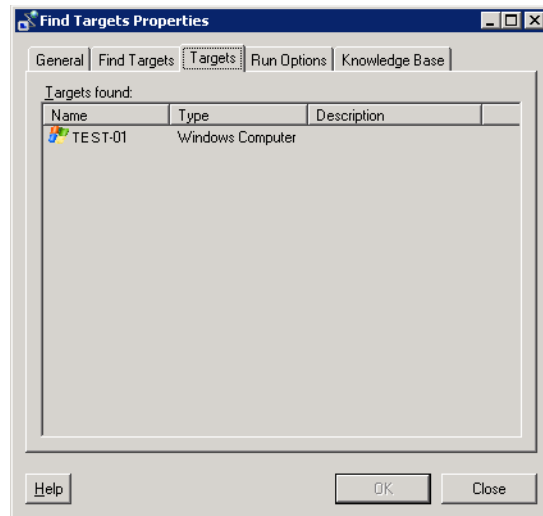 Find Targets Properties
General Find Targets Targets Run Options Knowledge Base
Targets found:
Name Type Description
TEST-01 Windows Computer
Help OK Close